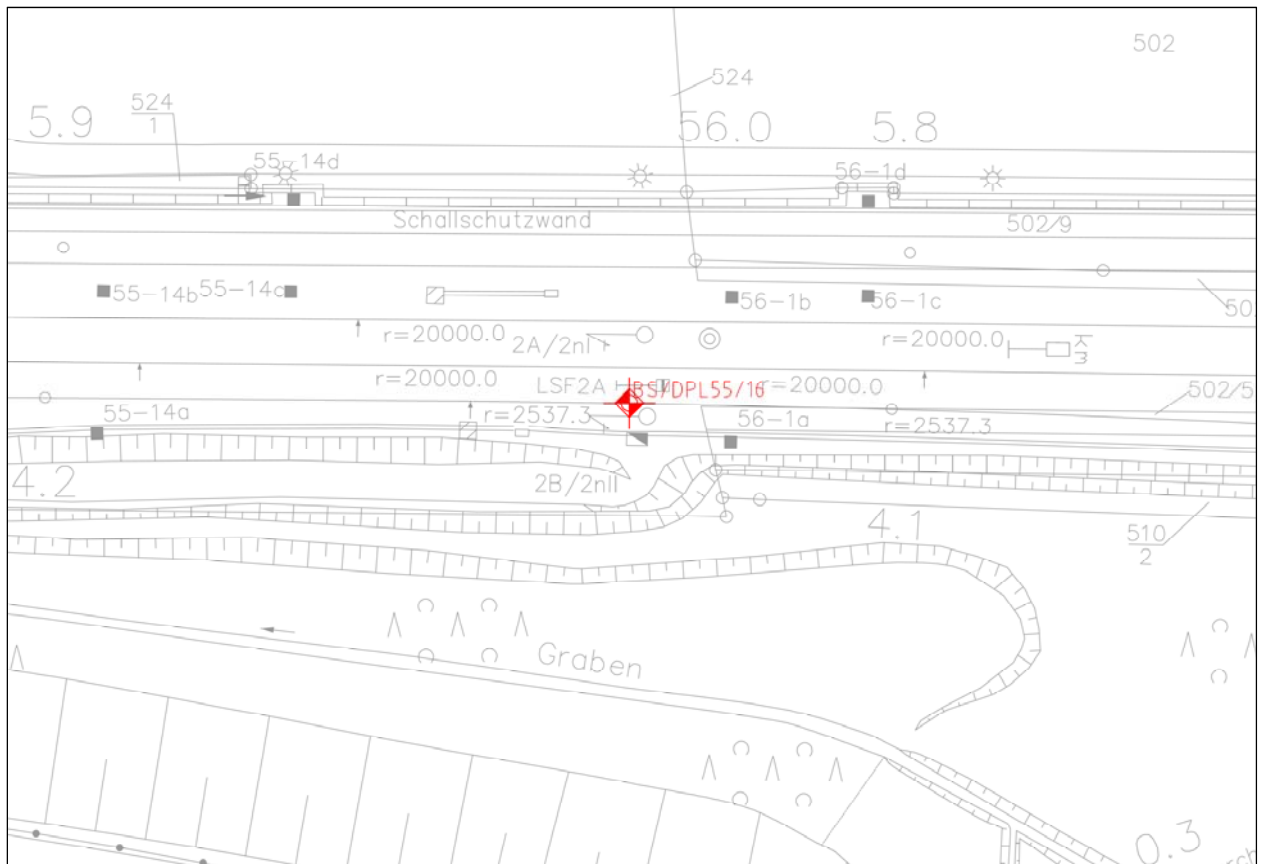 502
524
524
1
5.9
56.0
5.8
55-14d
56-1d
Schallschutzwand
502/9
55-14b
55-14c
56-1b
56-1c
r=20000.0
2A/2nl
r=20000.0
r=20000.0
LSF2A
BS/DPL55/16
r=20000.0
502/5
55-14a
r=2537.3
56-1a
r=2537.3
4.2
2B/2nll
4.1
510
2
Graben
0.3